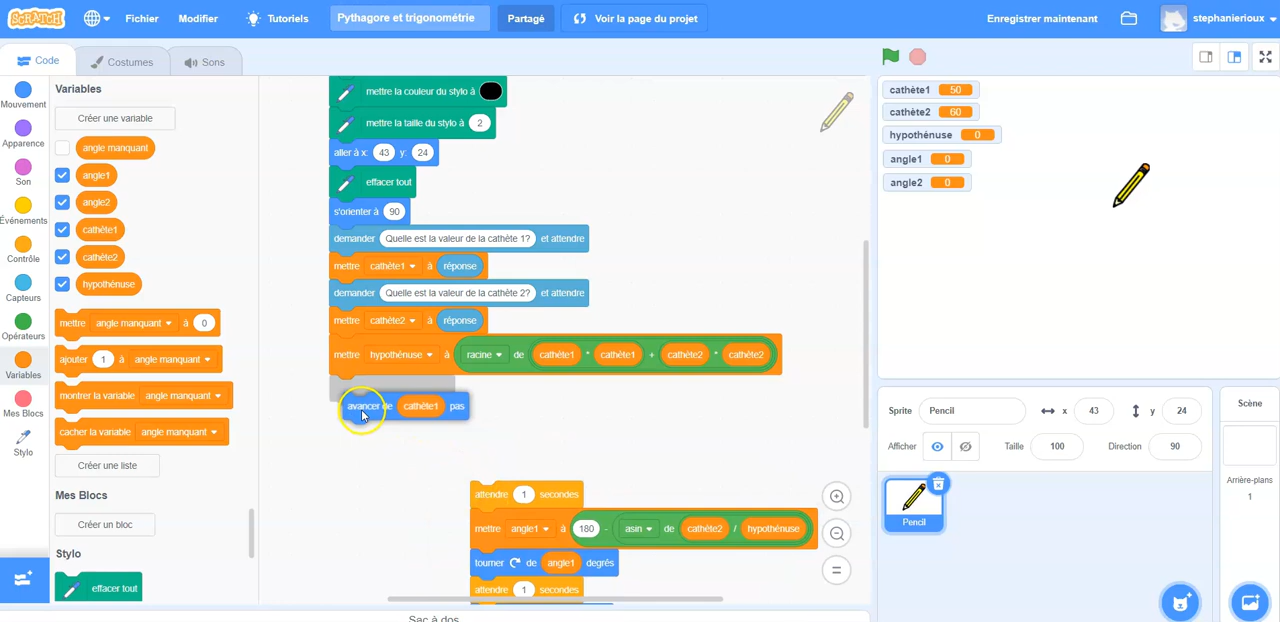 SCRATCH Fichier Modifier Tutoriels Pythagore et trigonométrie Partagé Voir la page du projet Enregistrer maintenant stephanierioux
Code Costumes Sons
Mouvement
Apparence
Son
Événements
Contrôle
Capteurs
Opérateurs
Variables
Mes Blocs
Stylo
Variables
Créer une variable
angle manquant
angle1
angle2
cathète1
cathète2
hypothénuse
mettre angle manquant à 0
ajouter 1 à angle manquant
montrer la variable angle manquant
cacher la variable angle manquant
Créer une liste
Mes Blocs
Créer un bloc
Stylo
effacer tout
mettre la couleur du stylo à
mettre la taille du stylo à 2
aller à x: 43 y: 24
effacer tout
s'orienter à 90
demander Quelle est la valeur de la cathète 1? et attendre
mettre cathète1 à réponse
demander Quelle est la valeur de la cathète 2? et attendre
mettre cathète2 à réponse
mettre hypothénuse à racine de cathète1 * cathète1 + cathète2 * cathète2
avancer de cathète1 pas
attendre 1 secondes
mettre angle1 à 180 - asin de cathète2 / hypothénuse
tourner de angle1 degrés
attendre 1 secondes
Sac à dos
cathète1 50
cathète2 60
hypothénuse 0
angle1 0
angle2 0
Sprite Pencil x 43 y 24
Afficher Taille 100 Direction 90
Pencil
Scène
Arrière-plans
1